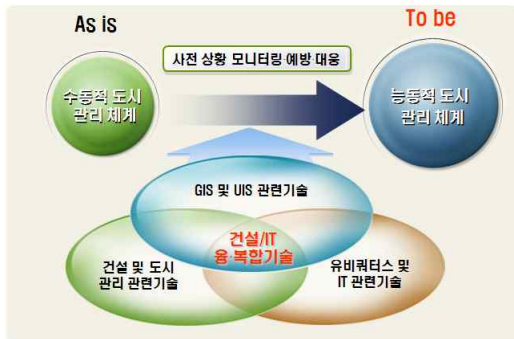 As is
To be
사전 상황 모니터링·예방 대응
수동적 도시
관리 체계
능동적 도시
관리 체계
GIS 및 UIS 관련기술
건설/IT
융·복합기술
건설 및 도시
관리 관련기술
유비쿼터스 및
IT 관련기술